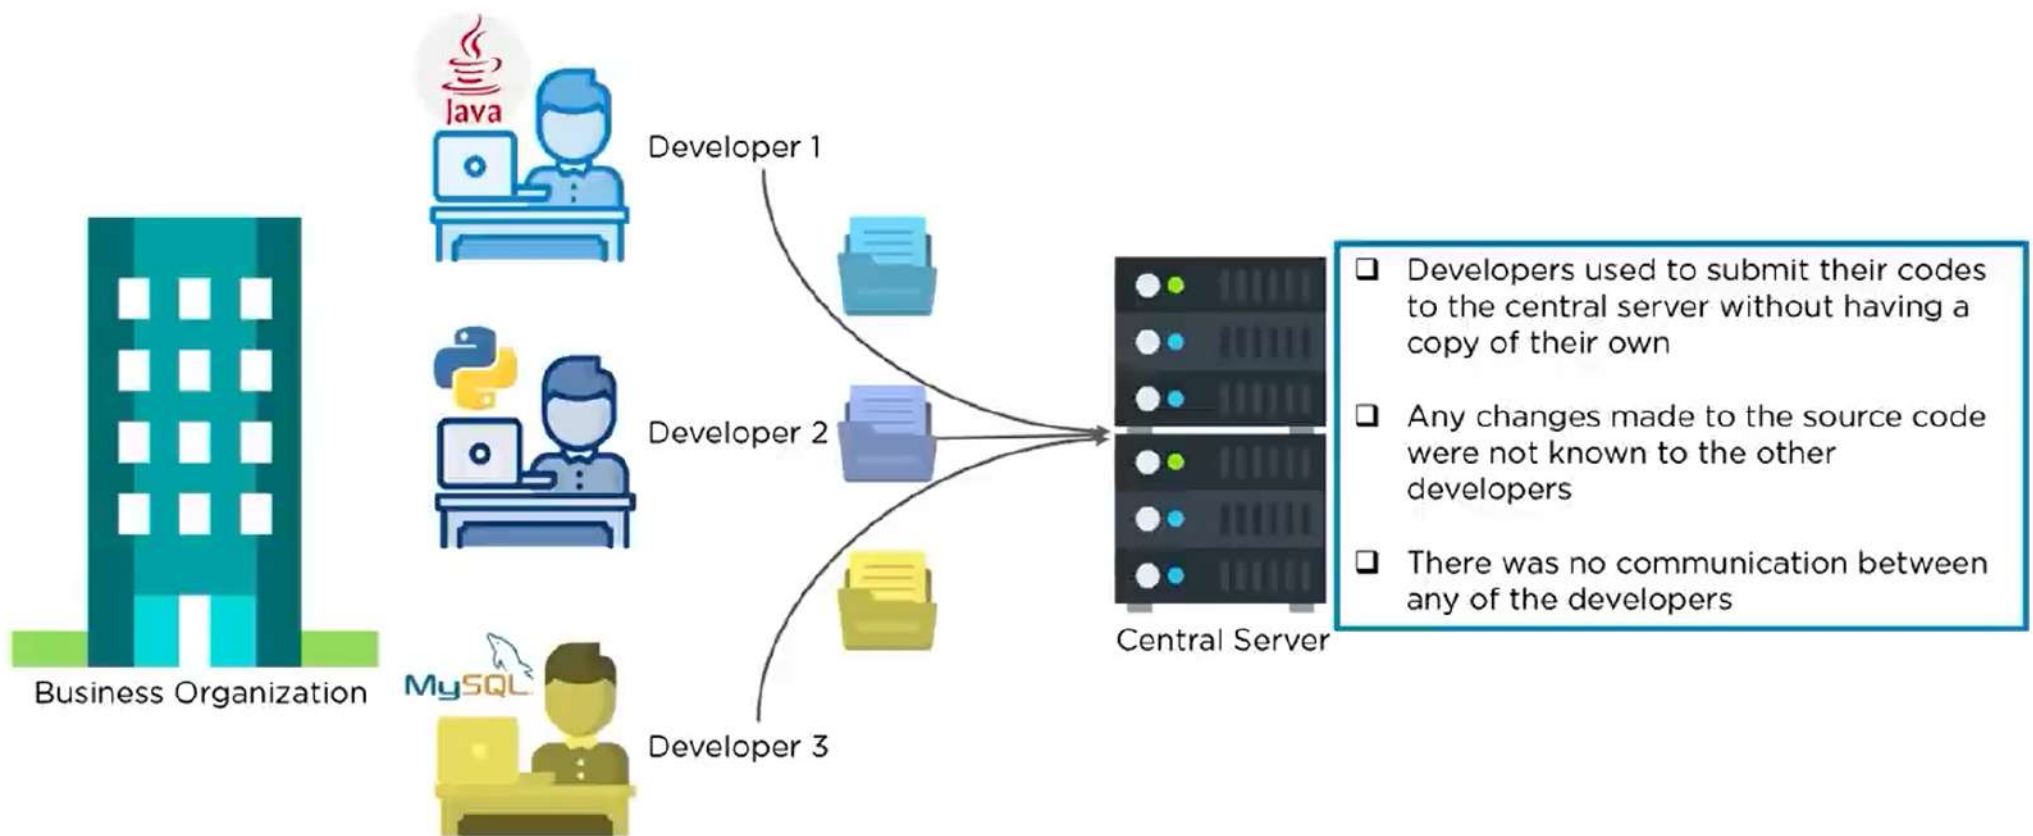 Java
Developer 1
Developer 2
MySQL
Developer 3
Business Organization
Central Server
Developers used to submit their codes
to the central server without having a
copy of their own
Any changes made to the source code
were not known to the other
developers
There was no communication between
any of the developers